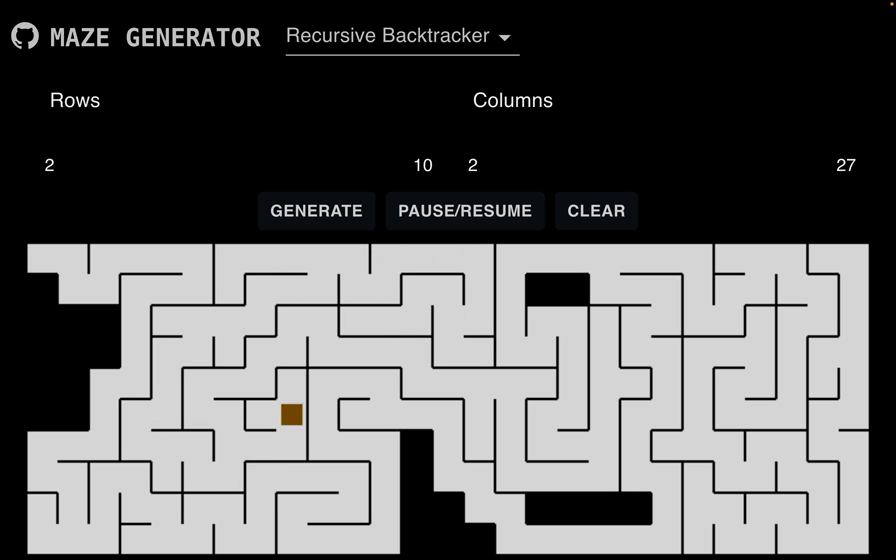 MAZE GENERATOR Recursive Backtracker
Rows Columns
2 10 2 27
GENERATE PAUSE/RESUME CLEAR